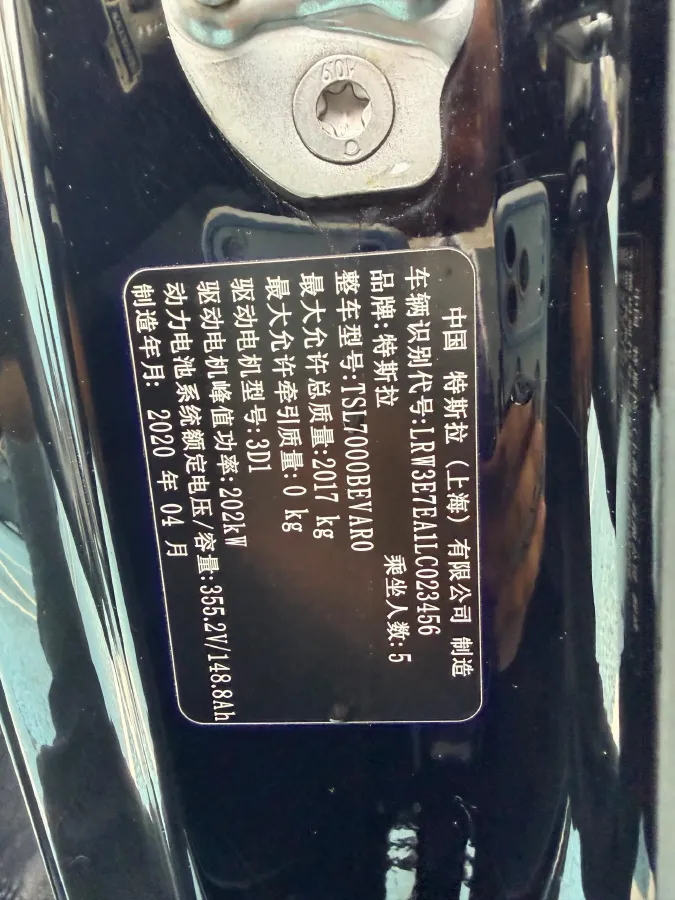 中国 特斯拉（上海）有限公司 制造
车辆识别代号:LRW3E7EA1LC023456
品牌:特斯拉 乘坐人数:5
整车型号:TSL7000BEVAR0
最大允许总质量:2017 kg
最大允许牵引质量:0 kg
驱动电机型号:3D1
驱动电机峰值功率:202kW
动力电池系统额定电压/容量:355.2V/148.8Ah
制造年月: 2020 年 04 月